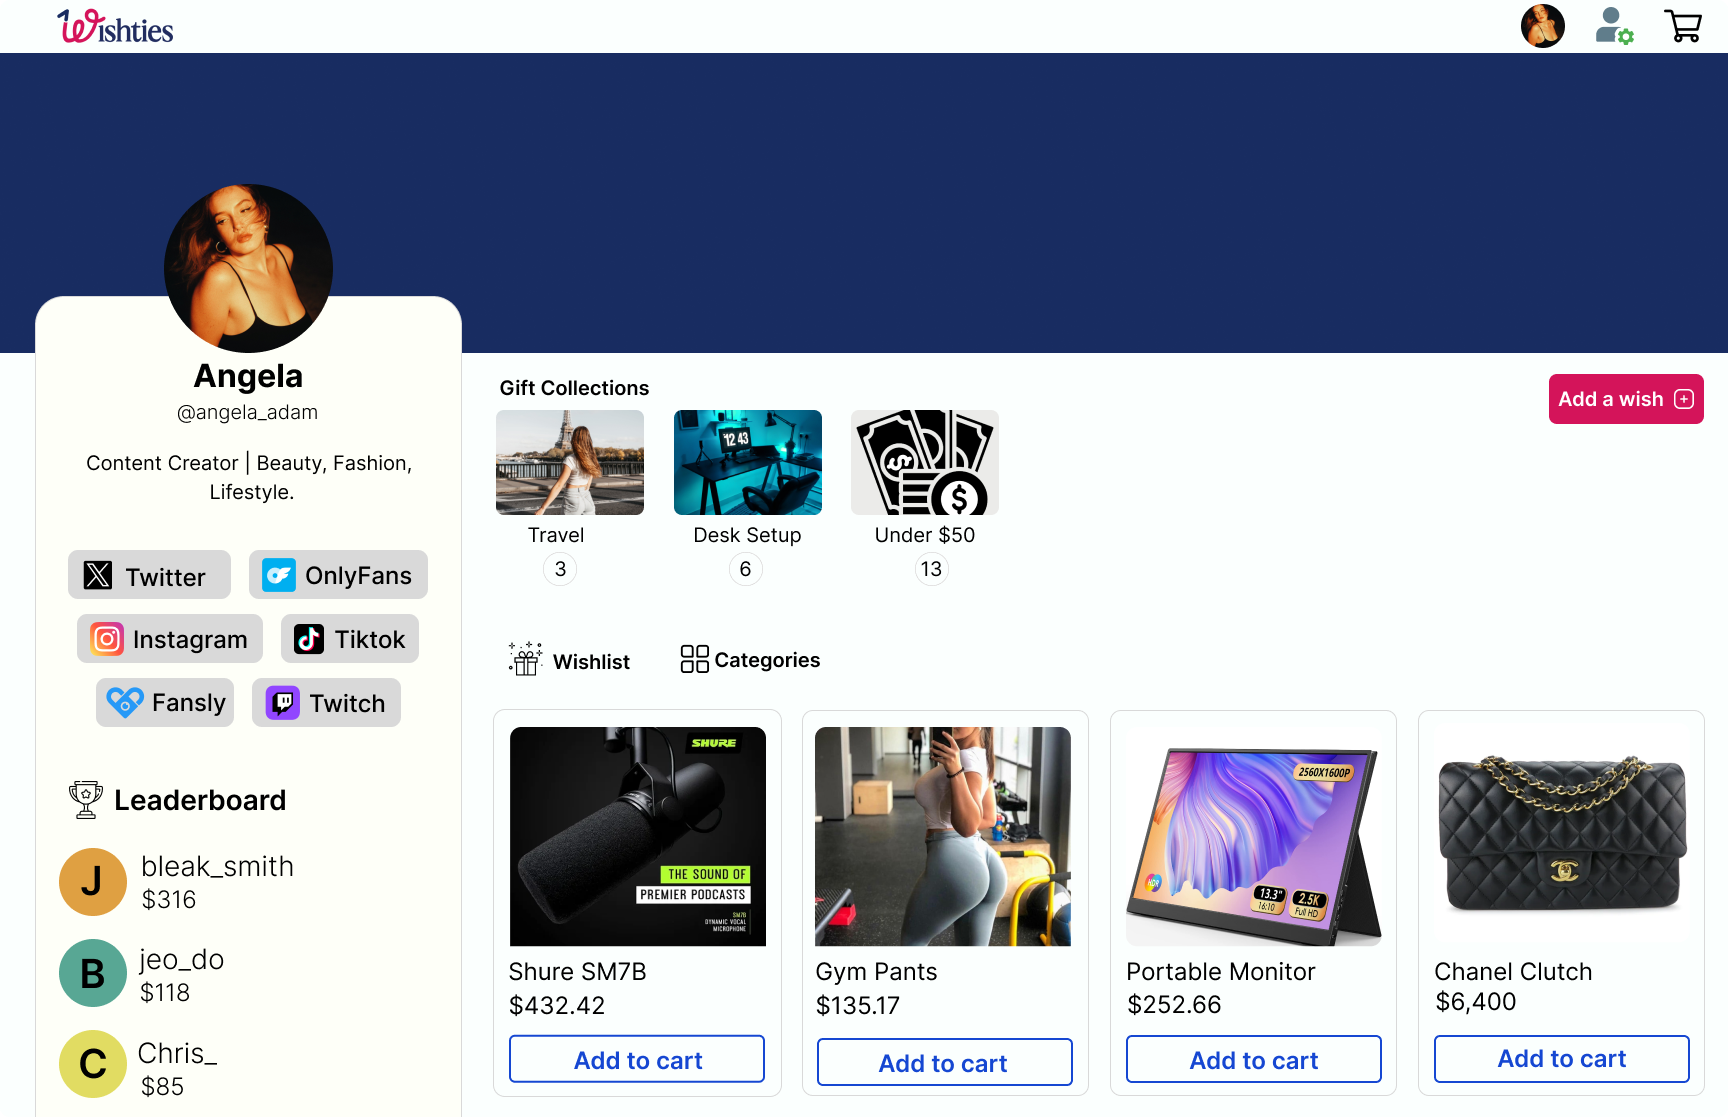 Wishties
Angela
@angela_adam
Content Creator | Beauty, Fashion,
Lifestyle.
Twitter
OnlyFans
Instagram
Tiktok
Fansly
Twitch
Leaderboard
J
bleak_smith
$316
B
jeo_do
$118
C
Chris_
$85
Gift Collections
Add a wish
12 43
$
$
Travel
Desk Setup
Under $50
3
6
13
Wishlist
Categories
SHURE
THE SOUND OF
PREMIER PODCASTS
SM7B
DYNAMIC VOCAL
MICROPHONE
Shure SM7B
$432.42
Add to cart
Gym Pants
$135.17
Add to cart
2560X1600P
HDR
13.3"
16:10
2.5K
Full HD
Portable Monitor
$252.66
Add to cart
Chanel Clutch
$6,400
Add to cart